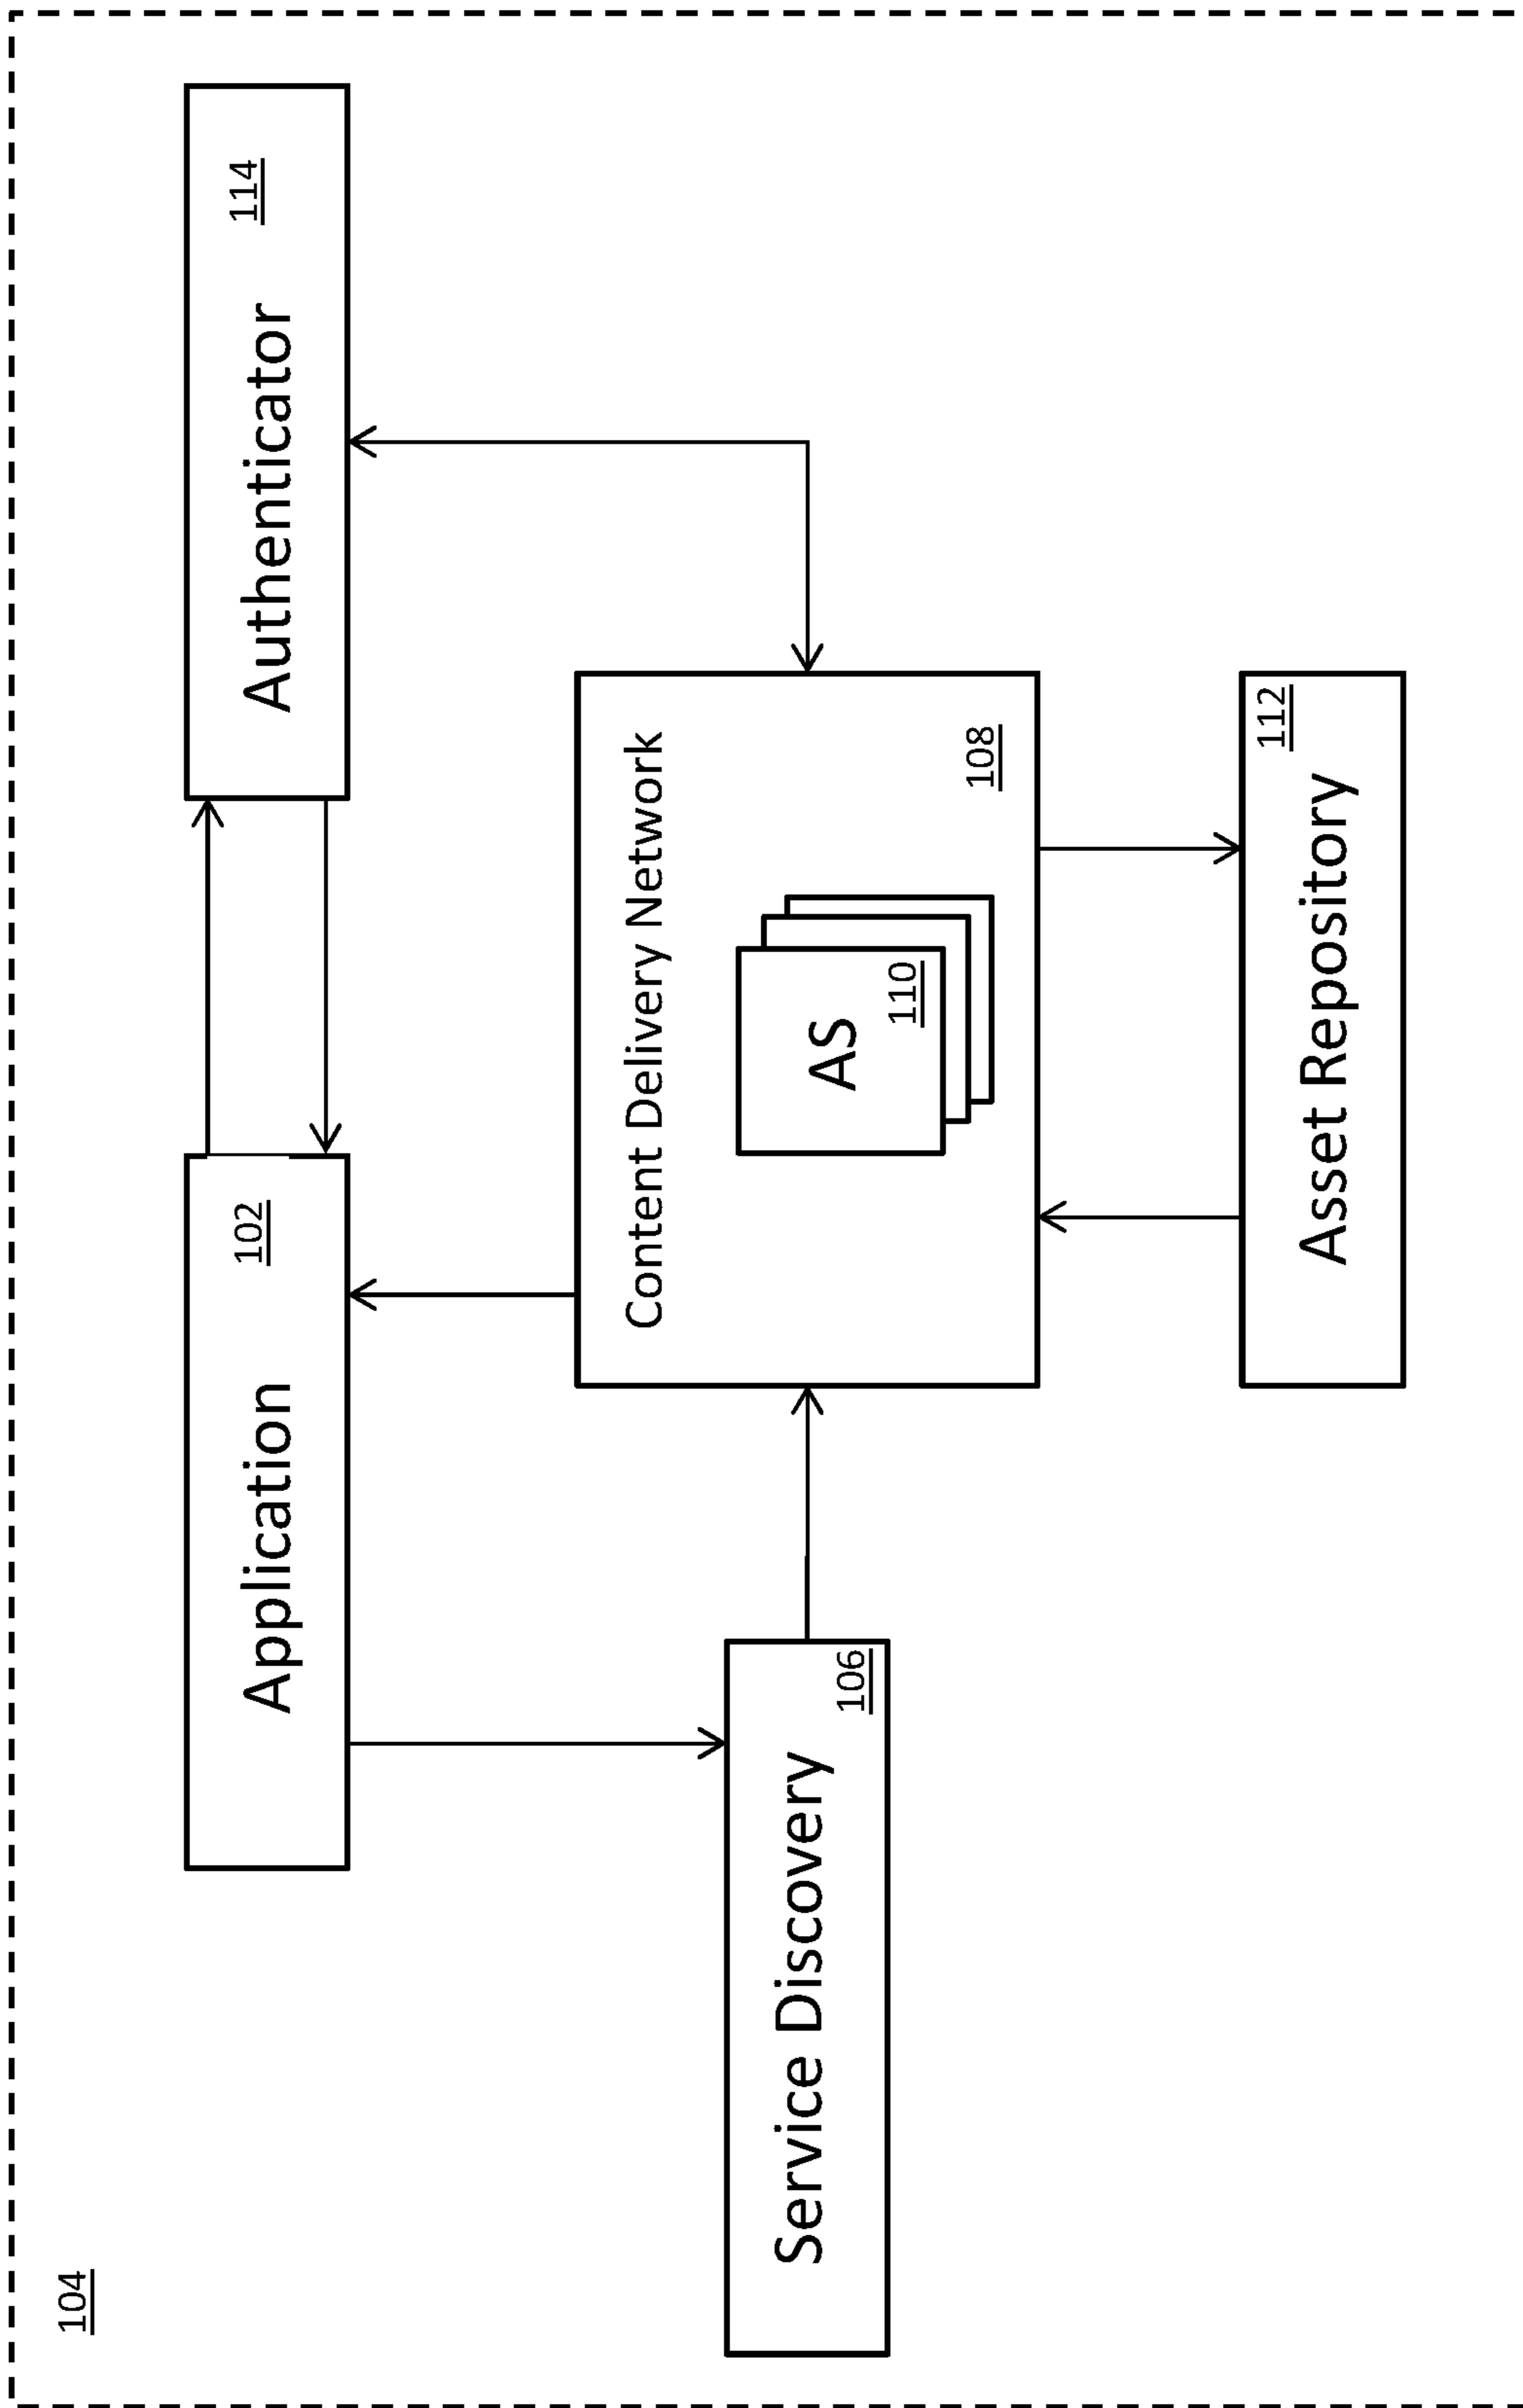 104
Application
102
Authenticator
114
Service Discovery
106
Content Delivery Network
AS
110
108
Asset Repository
112